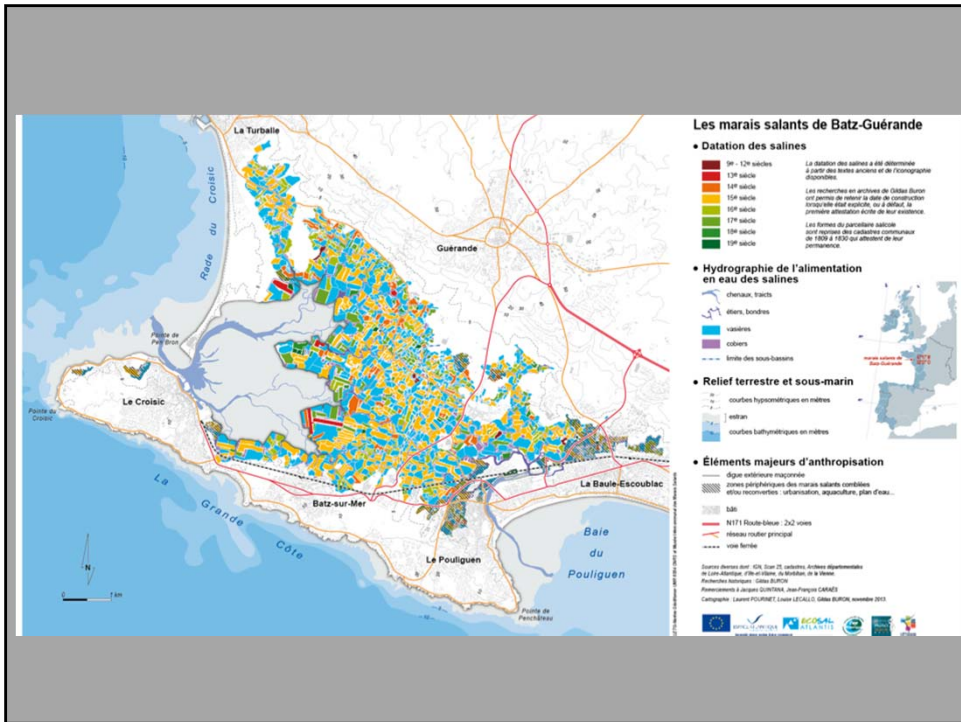 La Turballe
Rade du Croisic
Guérande
Pointe de
Pen Bron
Le Croisic
Pointe du
Croisic
La Grande
Côte
Batz-sur-Mer
Le Pouliguen
La Baule-Escoublac
Baie
du
Pouliguen
Pointe de
Penchâteau
N
0 1 km
Les marais salants de Batz-Guérande
• Datation des salines
9e - 12e siècles
13e siècle
14e siècle
15e siècle
16e siècle
17e siècle
18e siècle
19e siècle
La datation des salines a été déterminée
à partir des textes anciens et de l'iconographie
disponibles.
Les recherches en archives de Gildas Buron
ont permis de retenir la date de construction
lorsqu'elle était explicite, ou à défaut, la
première attestation écrite de leur existence.
Les formes du parcellaire salicole
sont reprises des cadastres communaux
de 1809 à 1830 qui attestent de leur
permanence.
• Hydrographie de l'alimentation
en eau des salines
chenaux, traicts
étiers, bondres
vasières
cobiers
limite des sous-bassins
marais salants de
Batz-Guérande
• Relief terrestre et sous-marin
courbes hypsométriques en mètres
estran
courbes bathymétriques en mètres
• Éléments majeurs d'anthropisation
digue extérieure maçonnée
zones périphériques des marais salants comblées
et/ou reconverties : urbanisation, aquaculture, plan d'eau...
bâti
N171 Route-bleue : 2x2 voies
réseau routier principal
voie ferrée
Sources diverses dont : IGN, Scan 25, cadastres, Archives départementales
de Loire-Atlantique, d'Ille-et-Vilaine, du Morbihan, de la Vienne.
Recherches historiques : Gildas BURON
Remerciements à Jacques QUINTANA, Jean-François CARAËS
Cartographie : Laurent POURINET, Louise LECALLO, Gildas BURON, novembre 2013.
ECOSAL
ATLANTIS